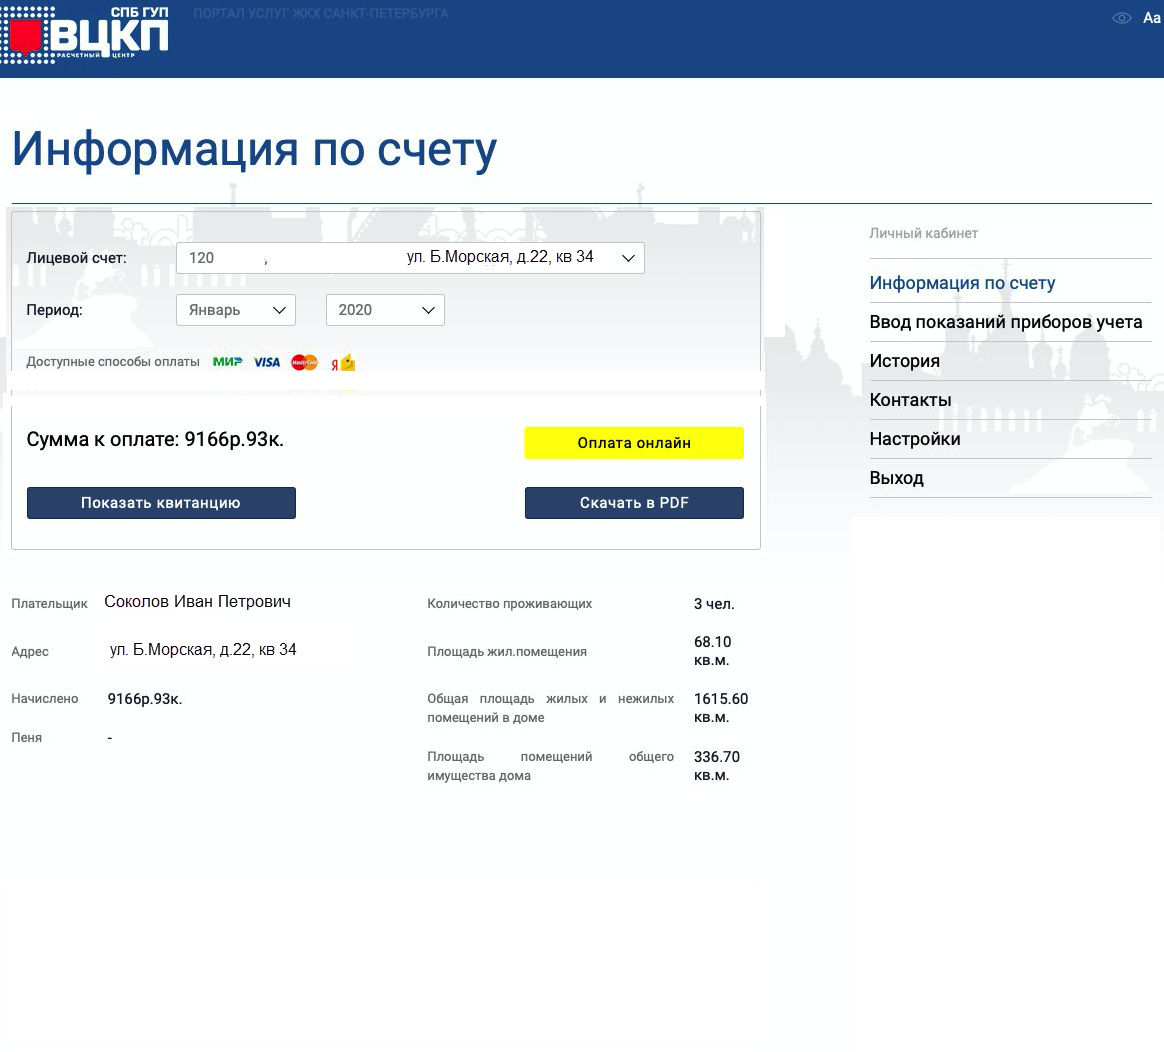 СПБ ГУП
ВЦКП
РАСЧЕТНЫЙ ЦЕНТР
ПОРТАЛ УСЛУГ ЖКХ САНКТ-ПЕТЕРБУРГА
Aa
Информация по счету
Лицевой счет: 120 , ул. Б.Морская, д.22, кв 34
Период: Январь 2020
Доступные способы оплаты МИР VISA MasterCard Я
Сумма к оплате: 9166р.93к.
Оплата онлайн
Показать квитанцию
Скачать в PDF
Плательщик Соколов Иван Петрович
Адрес ул. Б.Морская, д.22, кв 34
Начислено 9166р.93к.
Пеня -
Количество проживающих 3 чел.
Площадь жил.помещения 68.10
кв.м.
Общая площадь жилых и нежилых 1615.60
помещений в доме кв.м.
Площадь помещений общего 336.70
имущества дома кв.м.
Личный кабинет
Информация по счету
Ввод показаний приборов учета
История
Контакты
Настройки
Выход